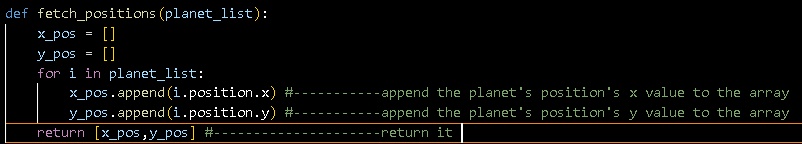 def fetch_positions(planet_list):
    x_pos = []
    y_pos = []
    for i in planet_list:
        x_pos.append(i.position.x) #-----------append the planet's position's x value to the array
        y_pos.append(i.position.y) #-----------append the planet's position's y value to the array
    return [x_pos,y_pos] #---------------------return it